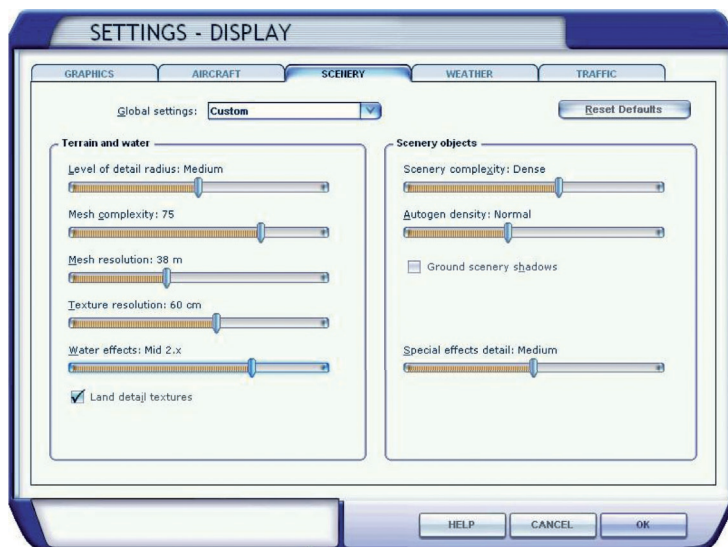 SETTINGS - DISPLAY
GRAPHICS
AIRCRAFT
SCENERY
WEATHER
TRAFFIC
Global settings: Custom
Reset Defaults
Terrain and water
Level of detail radius: Medium
Mesh complexity: 75
Mesh resolution: 38 m
Texture resolution: 60 cm
Water effects: Mid 2.x
Land detail textures
Scenery objects
Scenery complexity: Dense
Autogen density: Normal
Ground scenery shadows
Special effects detail: Medium
HELP
CANCEL
OK